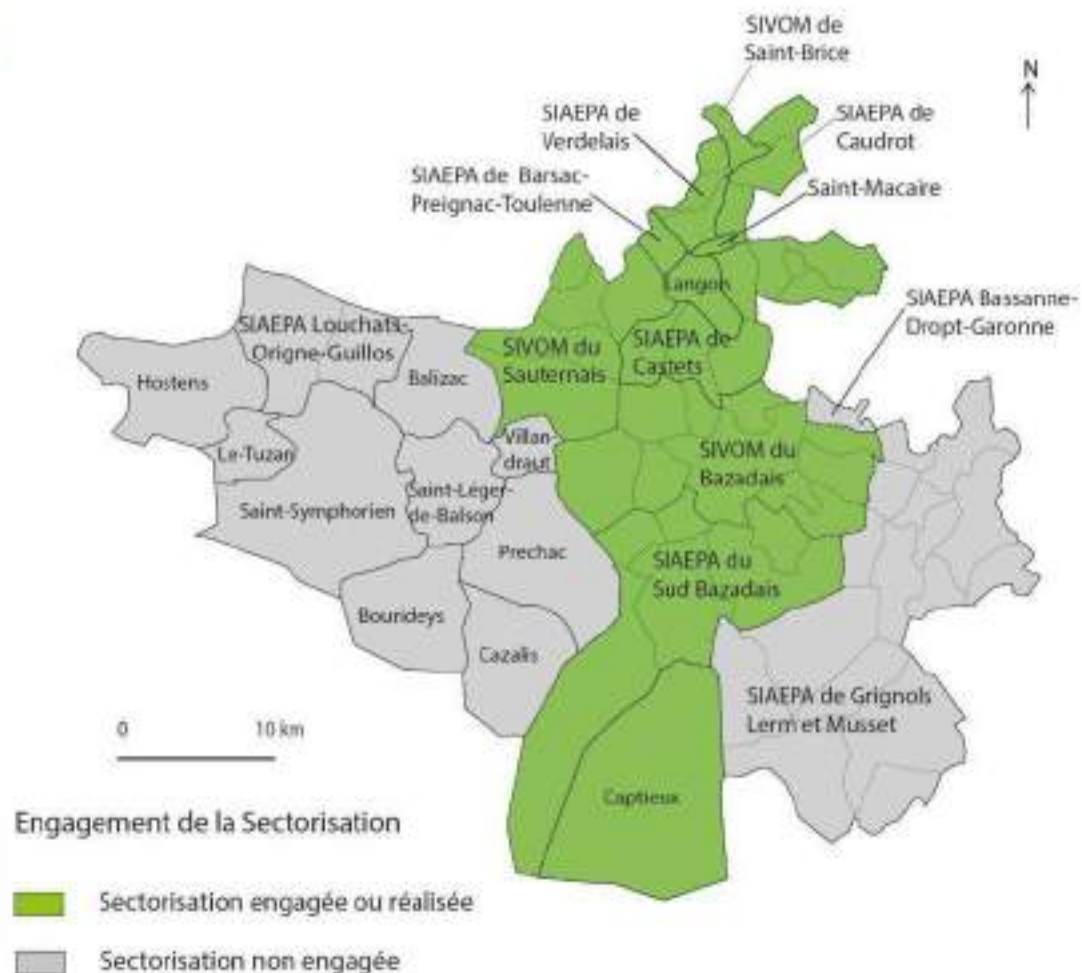 SIVOM de
Saint-Brice
N
SIAEPA de
Verdelais
SIAEPA de
Caudrot
SIAEPA de Barsac-
Preignac-Toulenne
Saint-Macaire
Langon
SIAEPA Bassanne-
Dropt-Garonne
SIAEPA Louchats-
Origne-Guillos
Hostens
Balizac
SIVOM du
Sauternais
SIAEPA de
Castets
Le-Tuzan
Villan-
draut
SIVOM du
Bazadais
Saint-Symphorien
Saint-Léger-
de-Balson
Prechac
SIAEPA du
Sud Bazadais
Bourideys
Cazalis
SIAEPA de Grignols
Lerm et Musset
0 10 km
Captieux
Engagement de la Sectorisation
Sectorisation engagée ou réalisée
Sectorisation non engagée